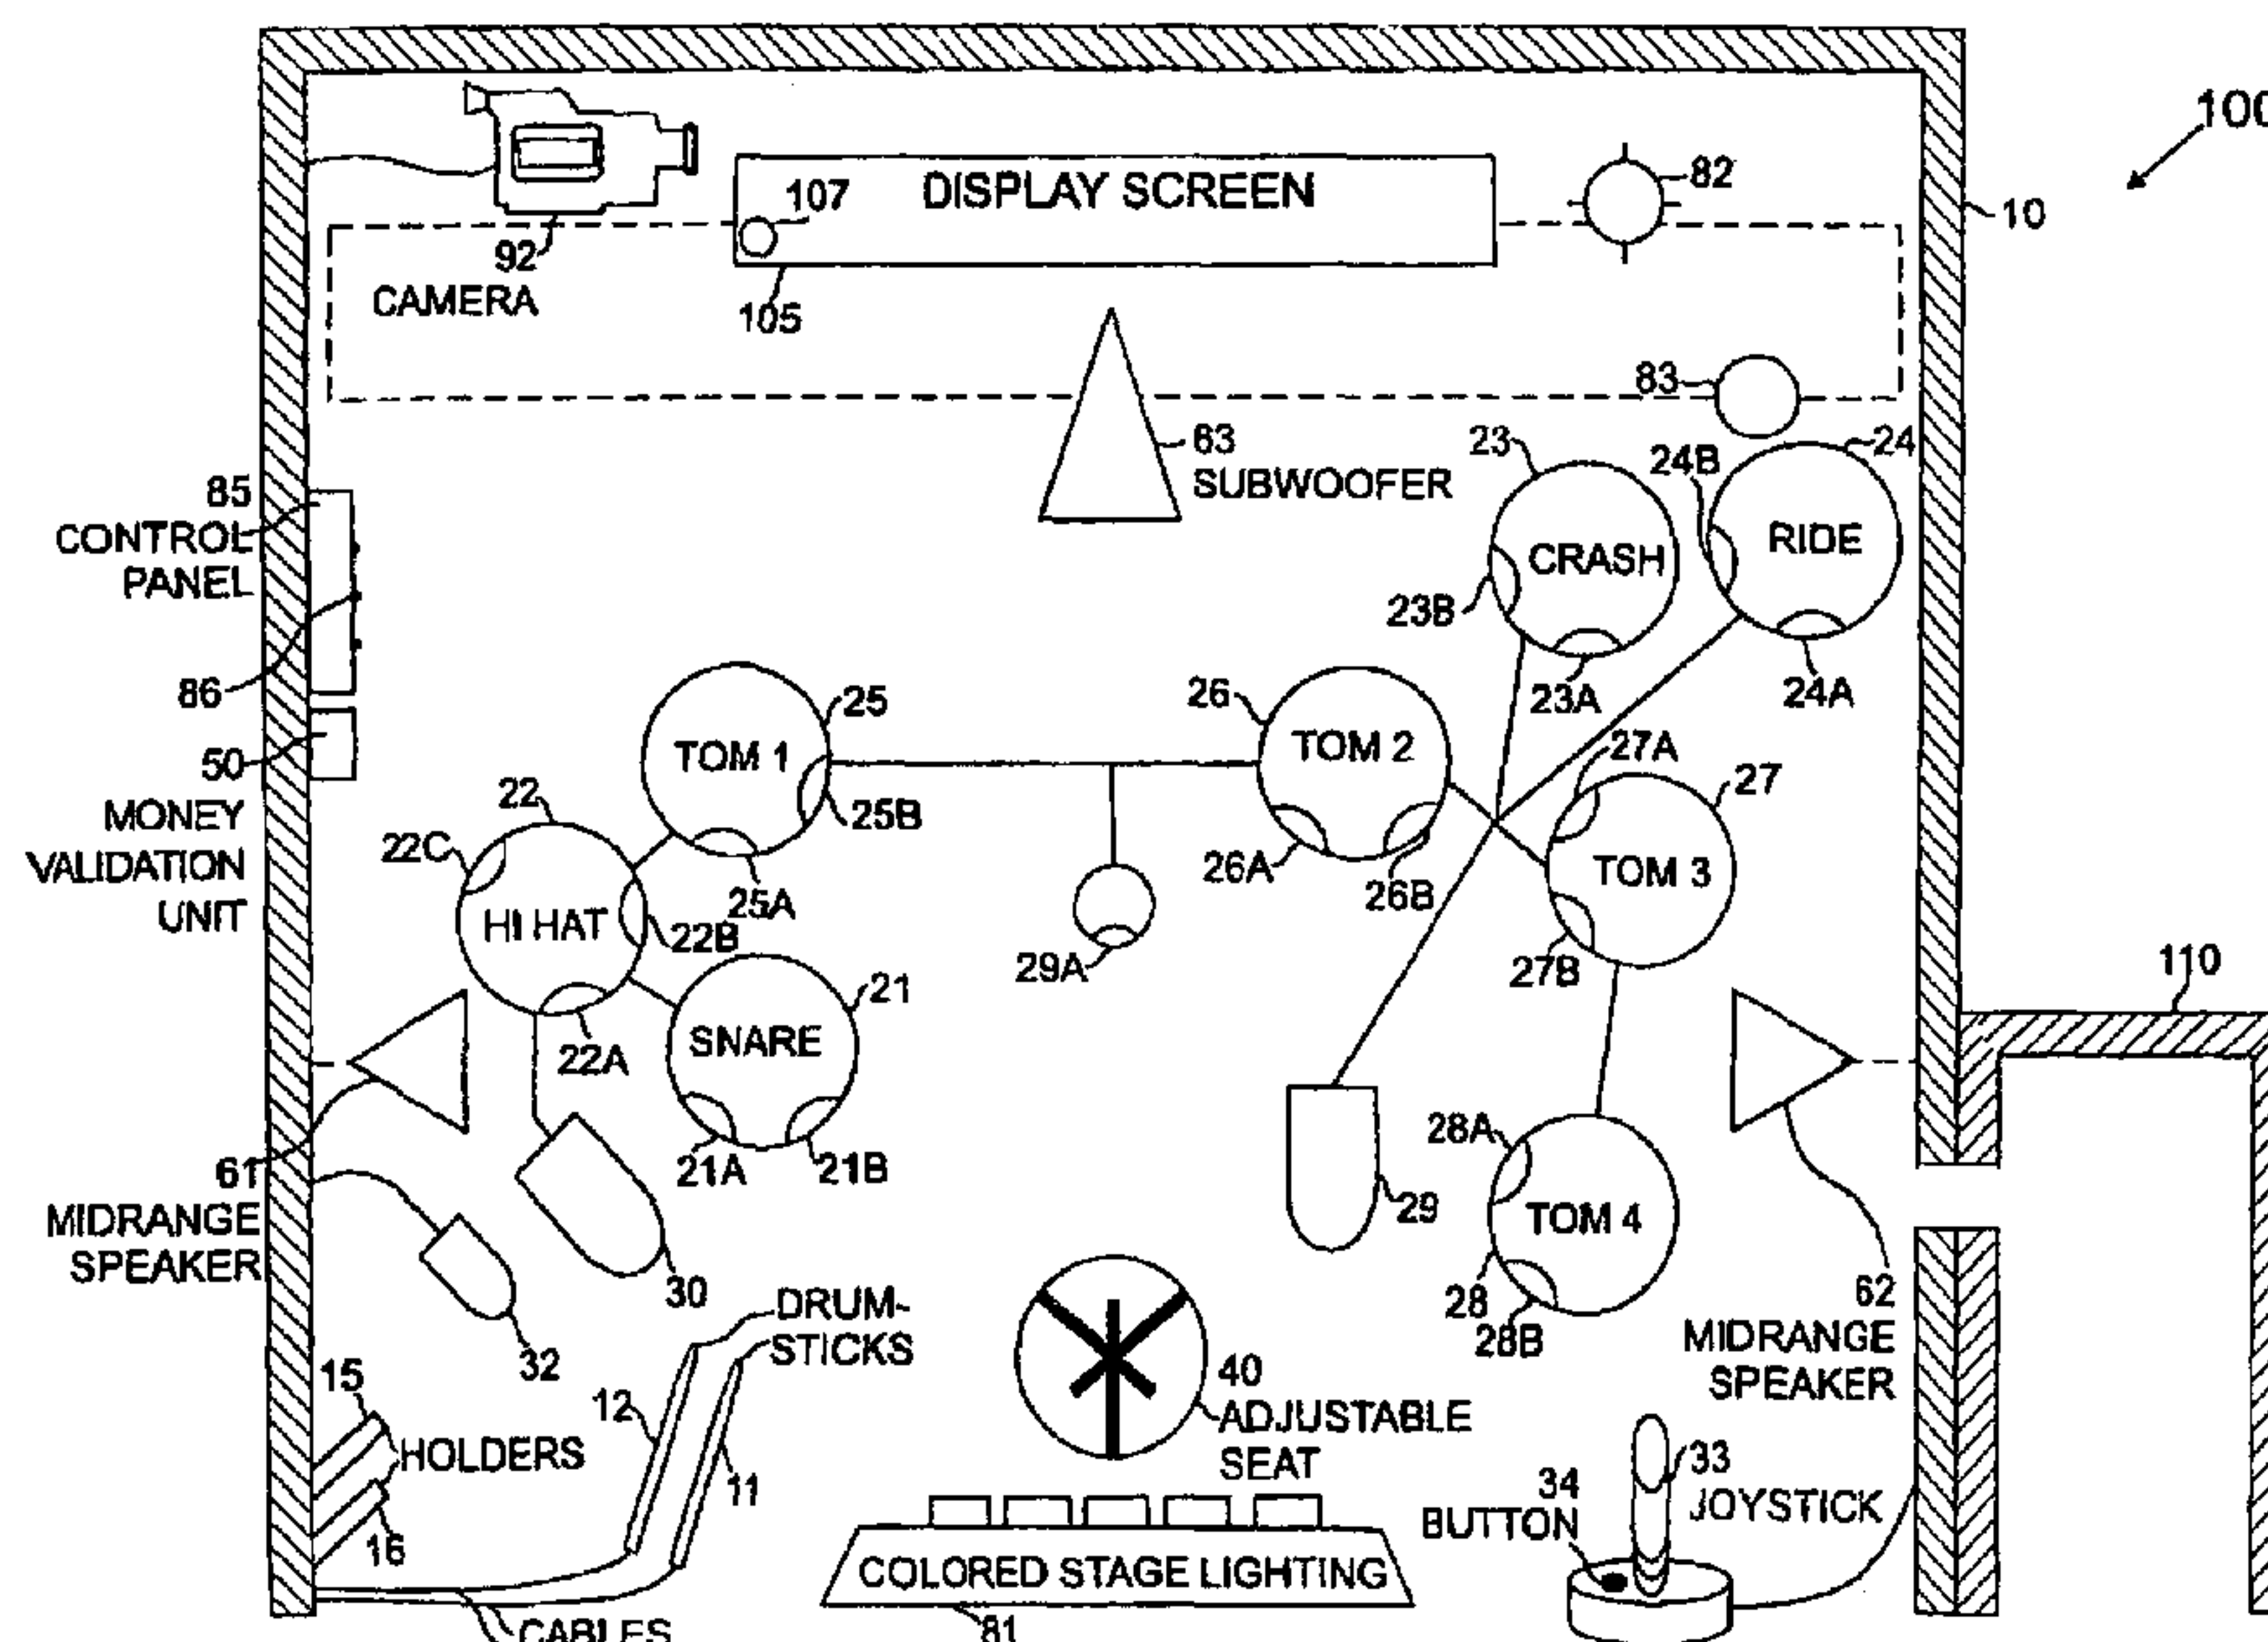 100
82
DISPLAY SCREEN
107
10
92
CAMERA
105
83
63
SUBWOOFER
23
24
24B
85
CONTROL
PANEL
CRASH
RIDE
23B
86
23A
24A
25
26
TOM 1
TOM 2
27A
27
50
22
25B
MONEY
VALIDATION
UNIT
22C
26A
26B
TOM 3
25A
HI HAT
22B
29A
27B
110
21
SNARE
22A
28A
61
21A
21B
MIDRANGE
SPEAKER
29
TOM 4
30
DRUM-
STICKS
28
28B
62
MIDRANGE
SPEAKER
32
15
12
40
ADJUSTABLE
SEAT
HOLDERS
11
33
JOYSTICK
34
BUTTON
16
COLORED STAGE LIGHTING
CABLES
81